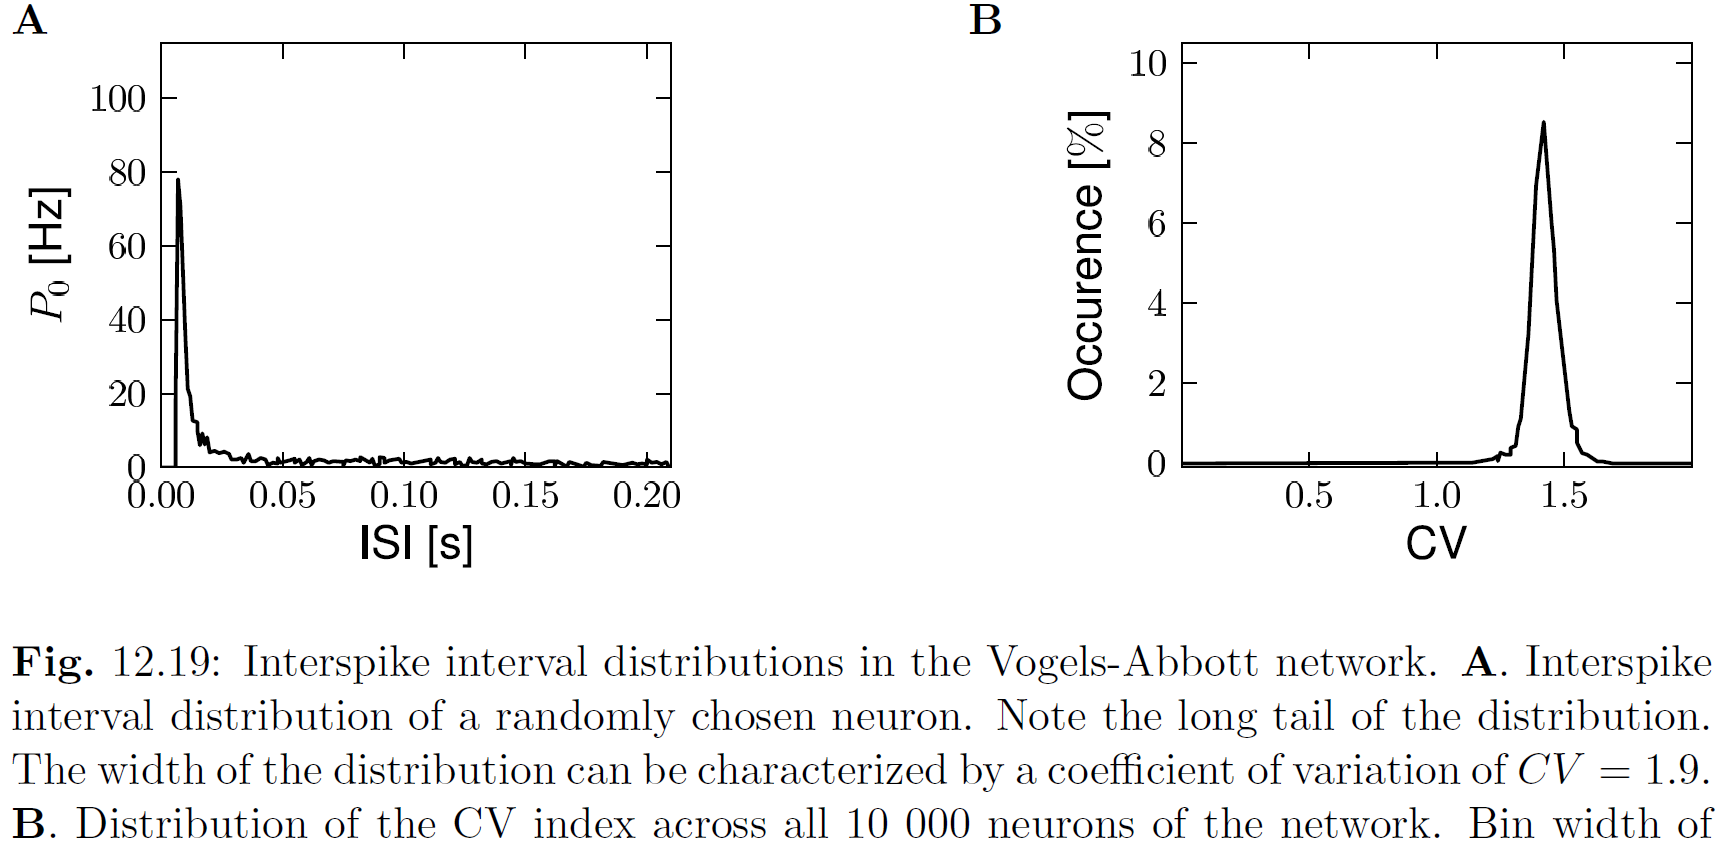 A
B
100
80
60
40
20
0
P0 [Hz]
0.00 0.05 0.10 0.15 0.20
ISI [s]
10
8
6
4
2
0
Occurence [%]
0.5 1.0 1.5
CV
Fig. 12.19: Interspike interval distributions in the Vogels-Abbott network. A. Interspike
interval distribution of a randomly chosen neuron. Note the long tail of the distribution.
The width of the distribution can be characterized by a coefficient of variation of CV = 1.9.
B. Distribution of the CV index across all 10 000 neurons of the network. Bin width of